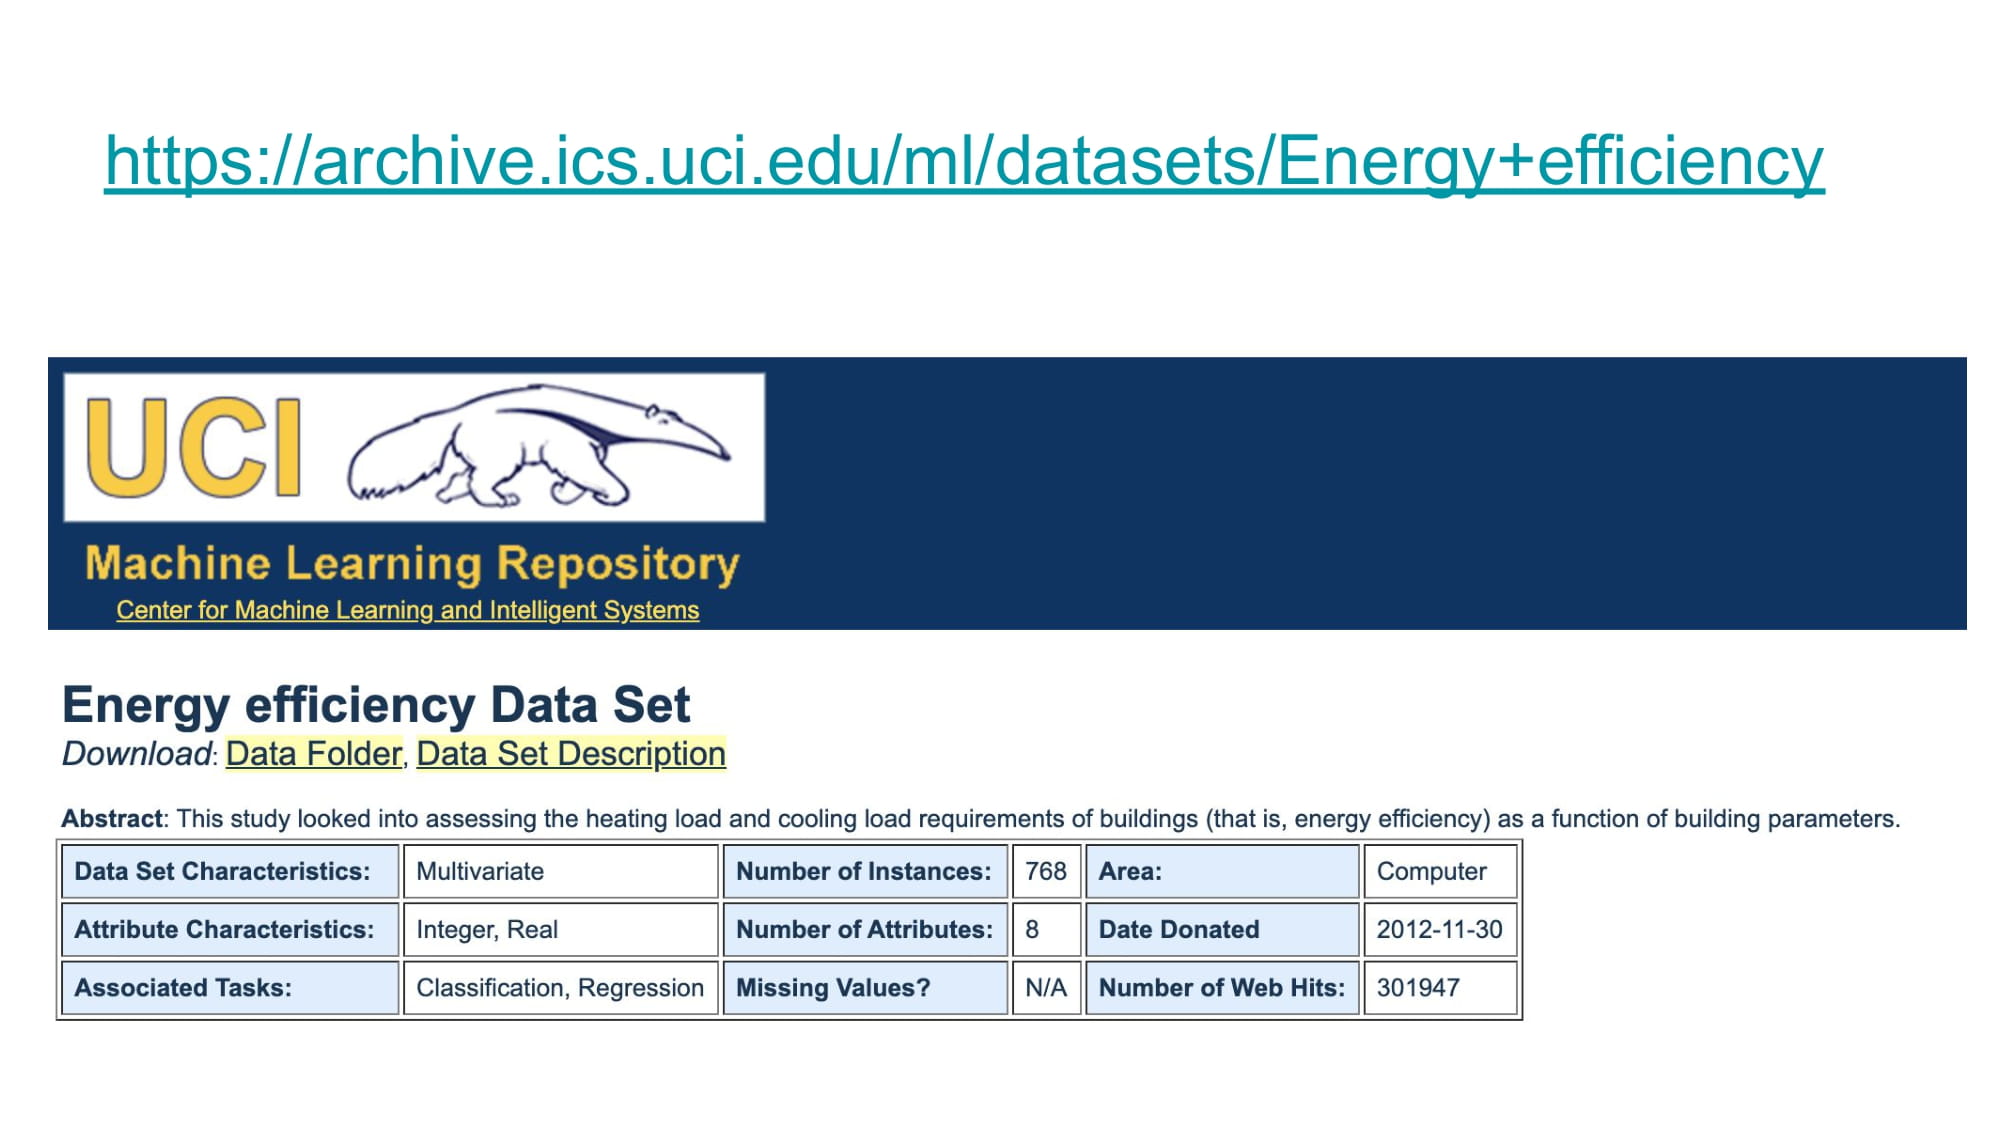 https://archive.ics.uci.edu/ml/datasets/Energy+efficiency
UCI
Machine Learning Repository
Center for Machine Learning and Intelligent Systems
Energy efficiency Data Set
Download: Data Folder, Data Set Description
Abstract: This study looked into assessing the heating load and cooling load requirements of buildings (that is, energy efficiency) as a function of building parameters.
Data Set Characteristics: Multivariate Number of Instances: 768 Area: Computer
Attribute Characteristics: Integer, Real Number of Attributes: 8 Date Donated 2012-11-30
Associated Tasks: Classification, Regression Missing Values? N/A Number of Web Hits: 301947